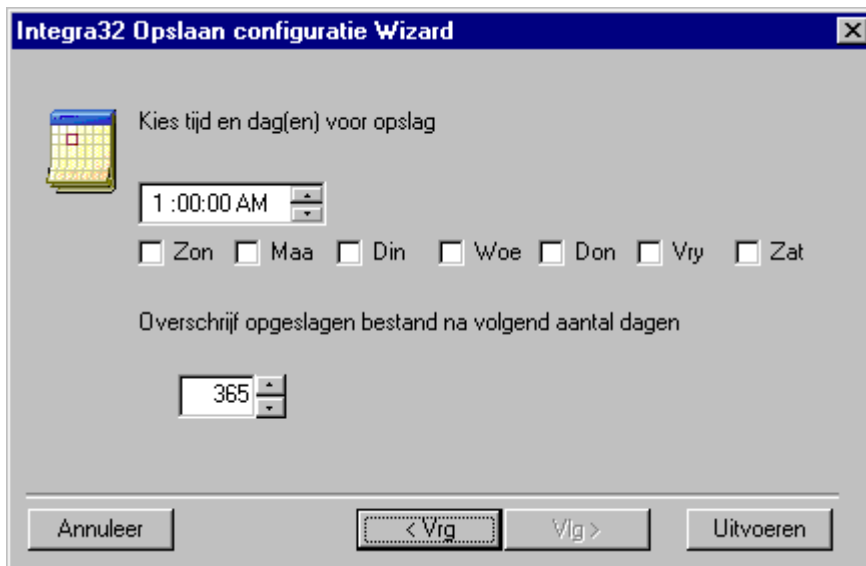 Integra32 Opslaan configuratie Wizard
Kies tijd en dag(en) voor opslag
1 :00:00 AM
Zon Maa Din Woe Don Vry Zat
Overschrijf opgeslagen bestand na volgend aantal dagen
365
Annuleer < Vrg Vlg > Uitvoeren